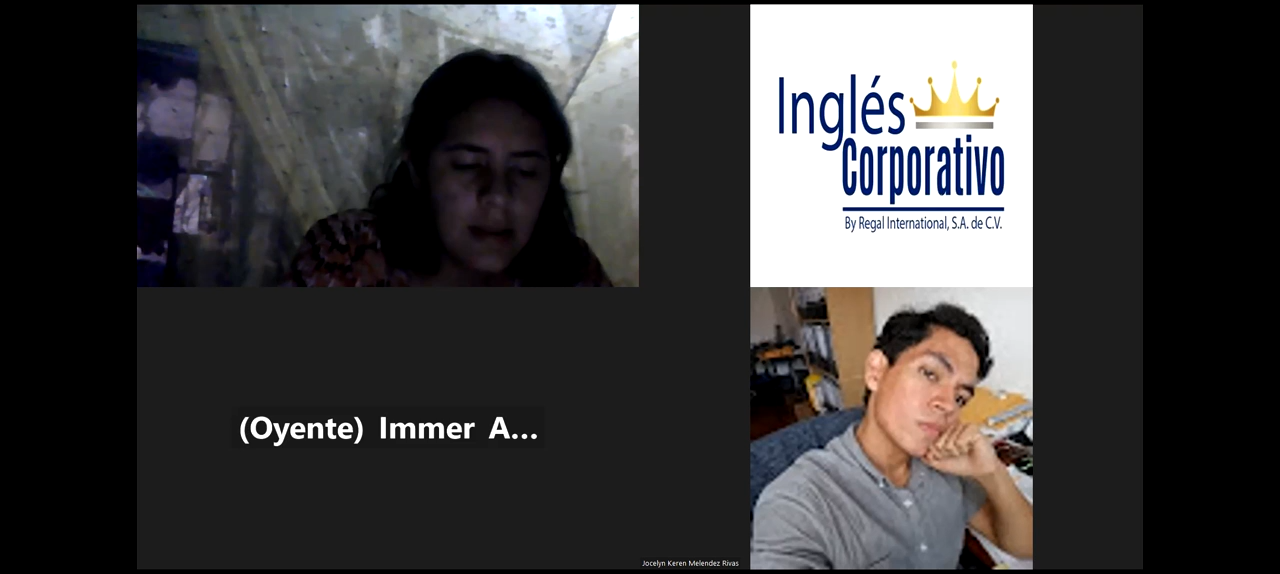 Inglés
Corporativo
By Regal International, S.A. de C.V.
(Oyente) Immer A...
Jocelyn Keren Melendez Rivas